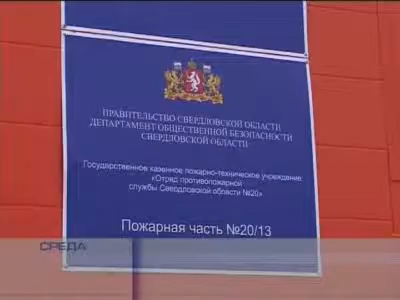 ПРАВИТЕЛЬСТВО СВЕРДЛОВСКОЙ ОБЛАСТИ
ДЕПАРТАМЕНТ ОБЩЕСТВЕННОЙ БЕЗОПАСНОСТИ
СВЕРДЛОВСКОЙ ОБЛАСТИ
Государственное казенное пожарно-техническое учреждение
«Отряд противопожарной
службы Свердловской области №20»
Пожарная часть №20/13
СРЕДА